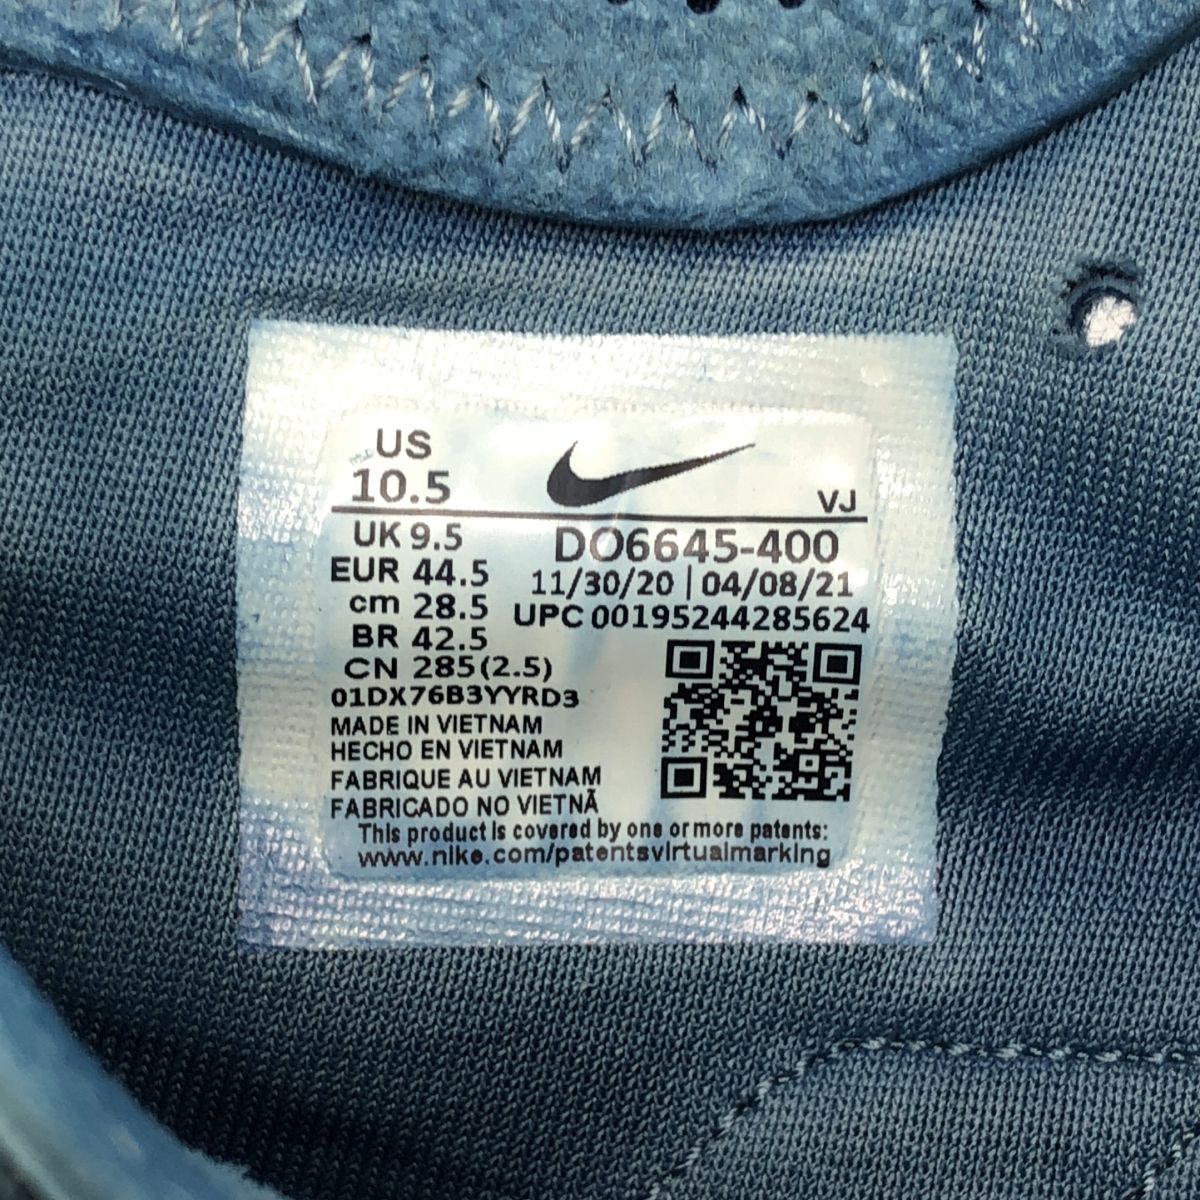 US
10.5
VJ
UK 9.5
DO6645-400
EUR 44.5
11/30/20 | 04/08/21
cm 28.5
UPC 00195244285624
BR 42.5
CN 285(2.5)
01DX76B3YYRD3
MADE IN VIETNAM
HECHO EN VIETNAM
FABRIQUE AU VIETNAM
FABRICADO NO VIETNÃ
This product is covered by one or more patents:
www.nike.com/patentsvirtualmarking